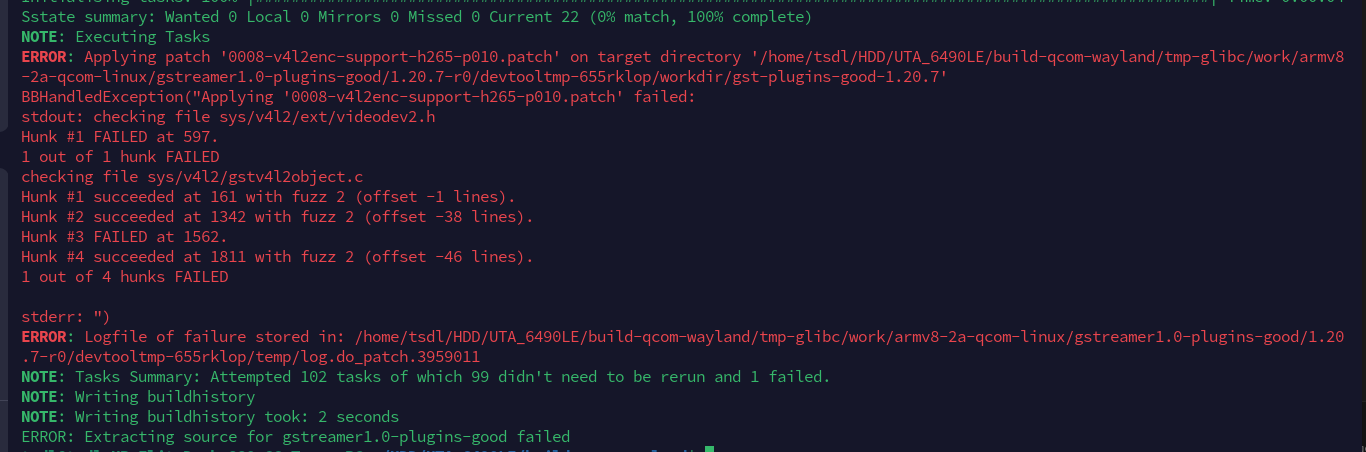 Sstate summary: Wanted 0 Local 0 Mirrors 0 Missed 0 Current 22 (0% match, 100% complete)
NOTE: Executing Tasks
ERROR: Applying patch '0008-v4l2enc-support-h265-p010.patch' on target directory '/home/tsdl/HDD/UTA_6490LE/build-qcom-wayland/tmp-glibc/work/armv8
-2a-qcom-linux/gstreamer1.0-plugins-good/1.20.7-r0/devtooltmp-655rklop/workdir/gst-plugins-good-1.20.7'
BBHandledException("Applying '0008-v4l2enc-support-h265-p010.patch' failed:
stdout: checking file sys/v4l2/ext/videodev2.h
Hunk #1 FAILED at 597.
1 out of 1 hunk FAILED
checking file sys/v4l2/gstv4l2object.c
Hunk #1 succeeded at 161 with fuzz 2 (offset -1 lines).
Hunk #2 succeeded at 1342 with fuzz 2 (offset -38 lines).
Hunk #3 FAILED at 1562.
Hunk #4 succeeded at 1811 with fuzz 2 (offset -46 lines).
1 out of 4 hunks FAILED
stderr: ")
ERROR: Logfile of failure stored in: /home/tsdl/HDD/UTA_6490LE/build-qcom-wayland/tmp-glibc/work/armv8-2a-qcom-linux/gstreamer1.0-plugins-good/1.20
.7-r0/devtooltmp-655rklop/temp/log.do_patch.3959011
NOTE: Tasks Summary: Attempted 102 tasks of which 99 didn't need to be rerun and 1 failed.
NOTE: Writing buildhistory
NOTE: Writing buildhistory took: 2 seconds
ERROR: Extracting source for gstreamer1.0-plugins-good failed